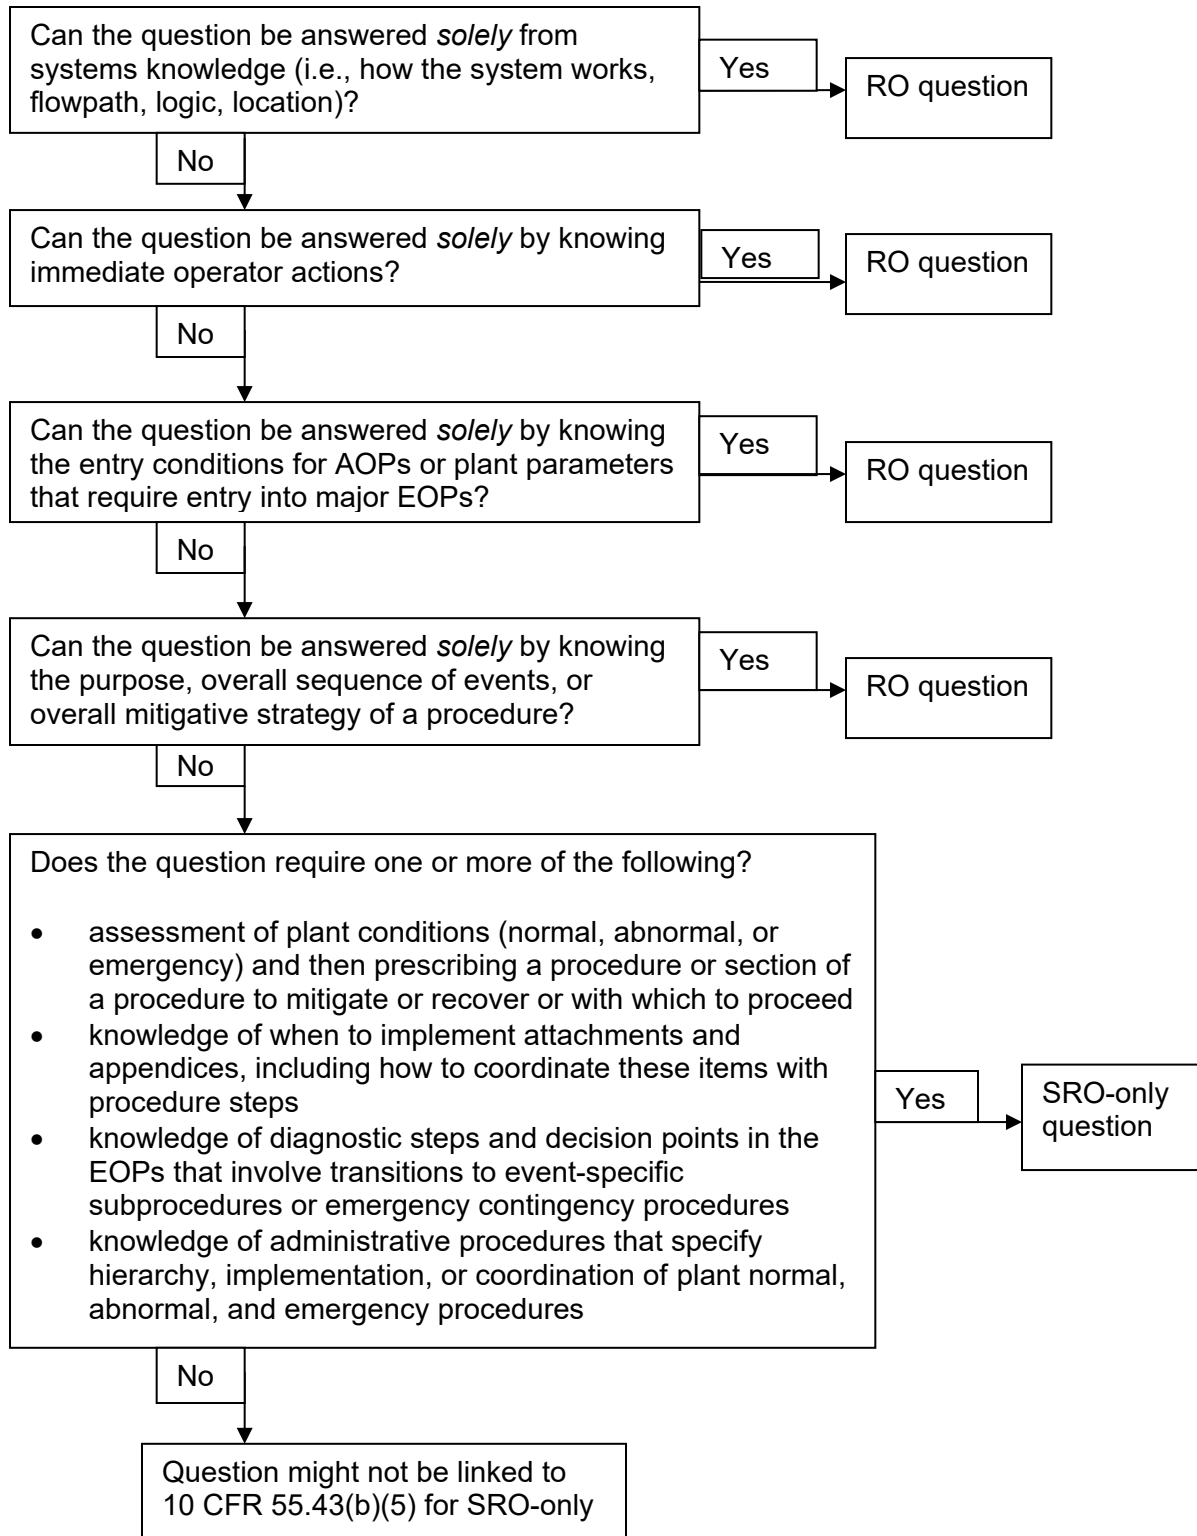 Can the question be answered solely from
systems knowledge (i.e., how the system works,
flowpath, logic, location)?
Yes
RO question
No
Can the question be answered solely by knowing
immediate operator actions?
Yes
RO question
No
Can the question be answered solely by knowing
the entry conditions for AOPs or plant parameters
that require entry into major EOPs?
Yes
RO question
No
Can the question be answered solely by knowing
the purpose, overall sequence of events, or
overall mitigative strategy of a procedure?
Yes
RO question
No
Does the question require one or more of the following?
• assessment of plant conditions (normal, abnormal, or
emergency) and then prescribing a procedure or section of
a procedure to mitigate or recover or with which to proceed
• knowledge of when to implement attachments and
appendices, including how to coordinate these items with
procedure steps
• knowledge of diagnostic steps and decision points in the
EOPs that involve transitions to event-specific
subprocedures or emergency contingency procedures
• knowledge of administrative procedures that specify
hierarchy, implementation, or coordination of plant normal,
abnormal, and emergency procedures
Yes
SRO-only
question
No
Question might not be linked to
10 CFR 55.43(b)(5) for SRO-only